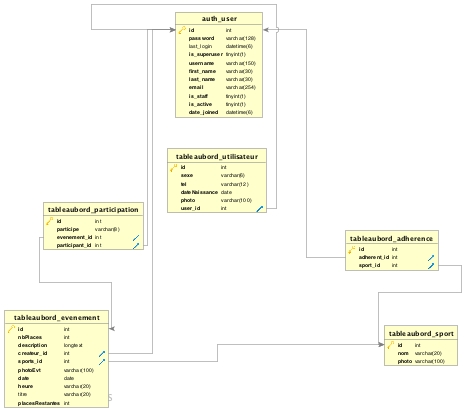 auth_user
id int
password varchar(128)
last_login datetime(6)
is_superuser tinyint(1)
username varchar(150)
first_name varchar(30)
last_name varchar(30)
email varchar(254)
is_staff tinyint(1)
is_active tinyint(1)
date_joined datetime(6)
tableaubord_utilisateur
id int
sexe varchar(8)
tel varchar(12)
dateNaissance date
photo varchar(100)
user_id int
tableaubord_participation
id int
participe varchar(8)
evenement_id int
participant_id int
tableaubord_adherence
id int
adherent_id int
sport_id int
tableaubord_evenement
id int
nbPlaces int
description longtext
createur_id int
sports_id int
photoEvt varchar(100)
date date
heure varchar(20)
titre varchar(20)
placesRestantes int
tableaubord_sport
id int
nom varchar(20)
photo varchar(100)